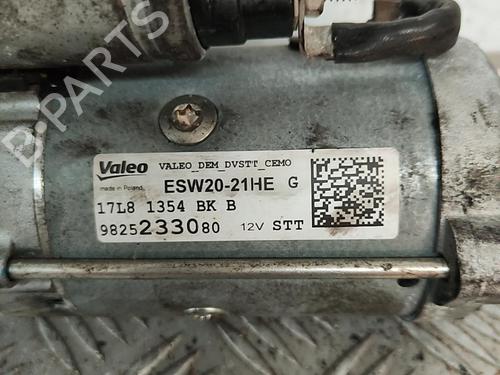 B-PARTS
Valeo VALEO_DEM_DVSTT_CEMO
made in Poland
ESW20-21HE G
17L8 1354 BK B
9825233080 12V STT